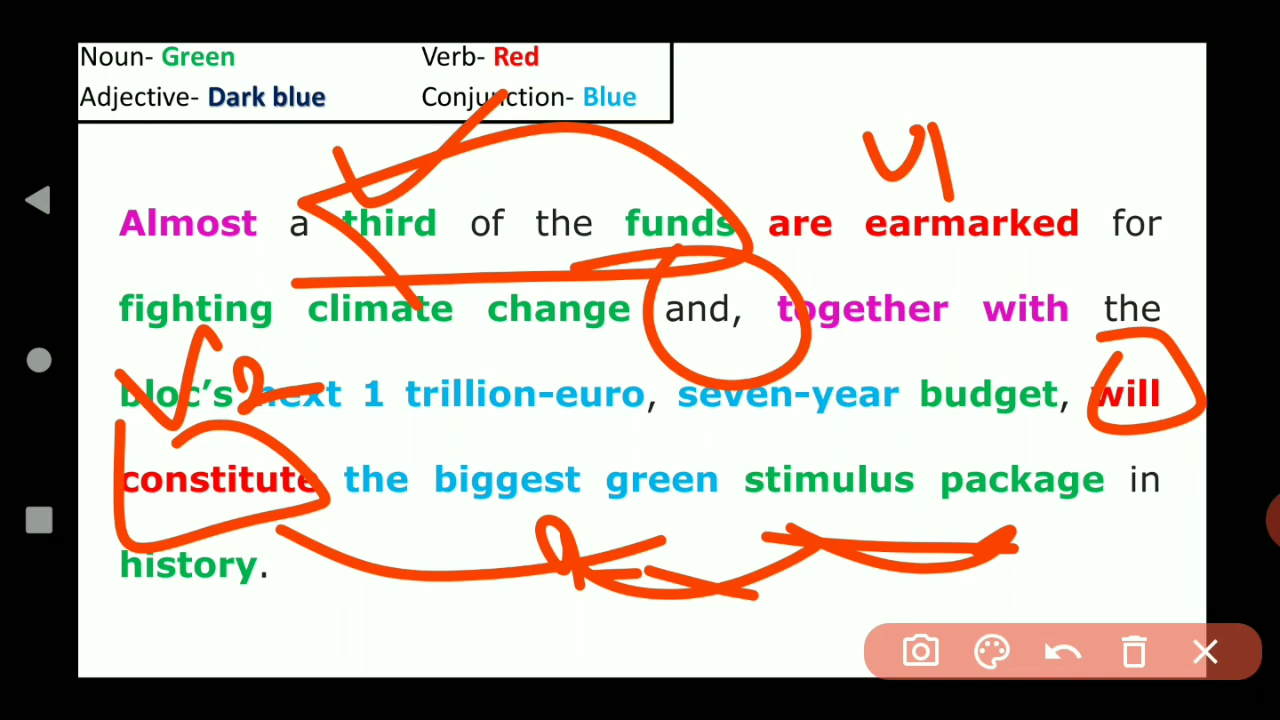 Noun- Green Verb- Red
Adjective- Dark blue Conjunction- Blue
Almost a third of the funds are earmarked for
fighting climate change and, together with the
bloc’s next 1 trillion-euro, seven-year budget, will
constitute the biggest green stimulus package in
history.